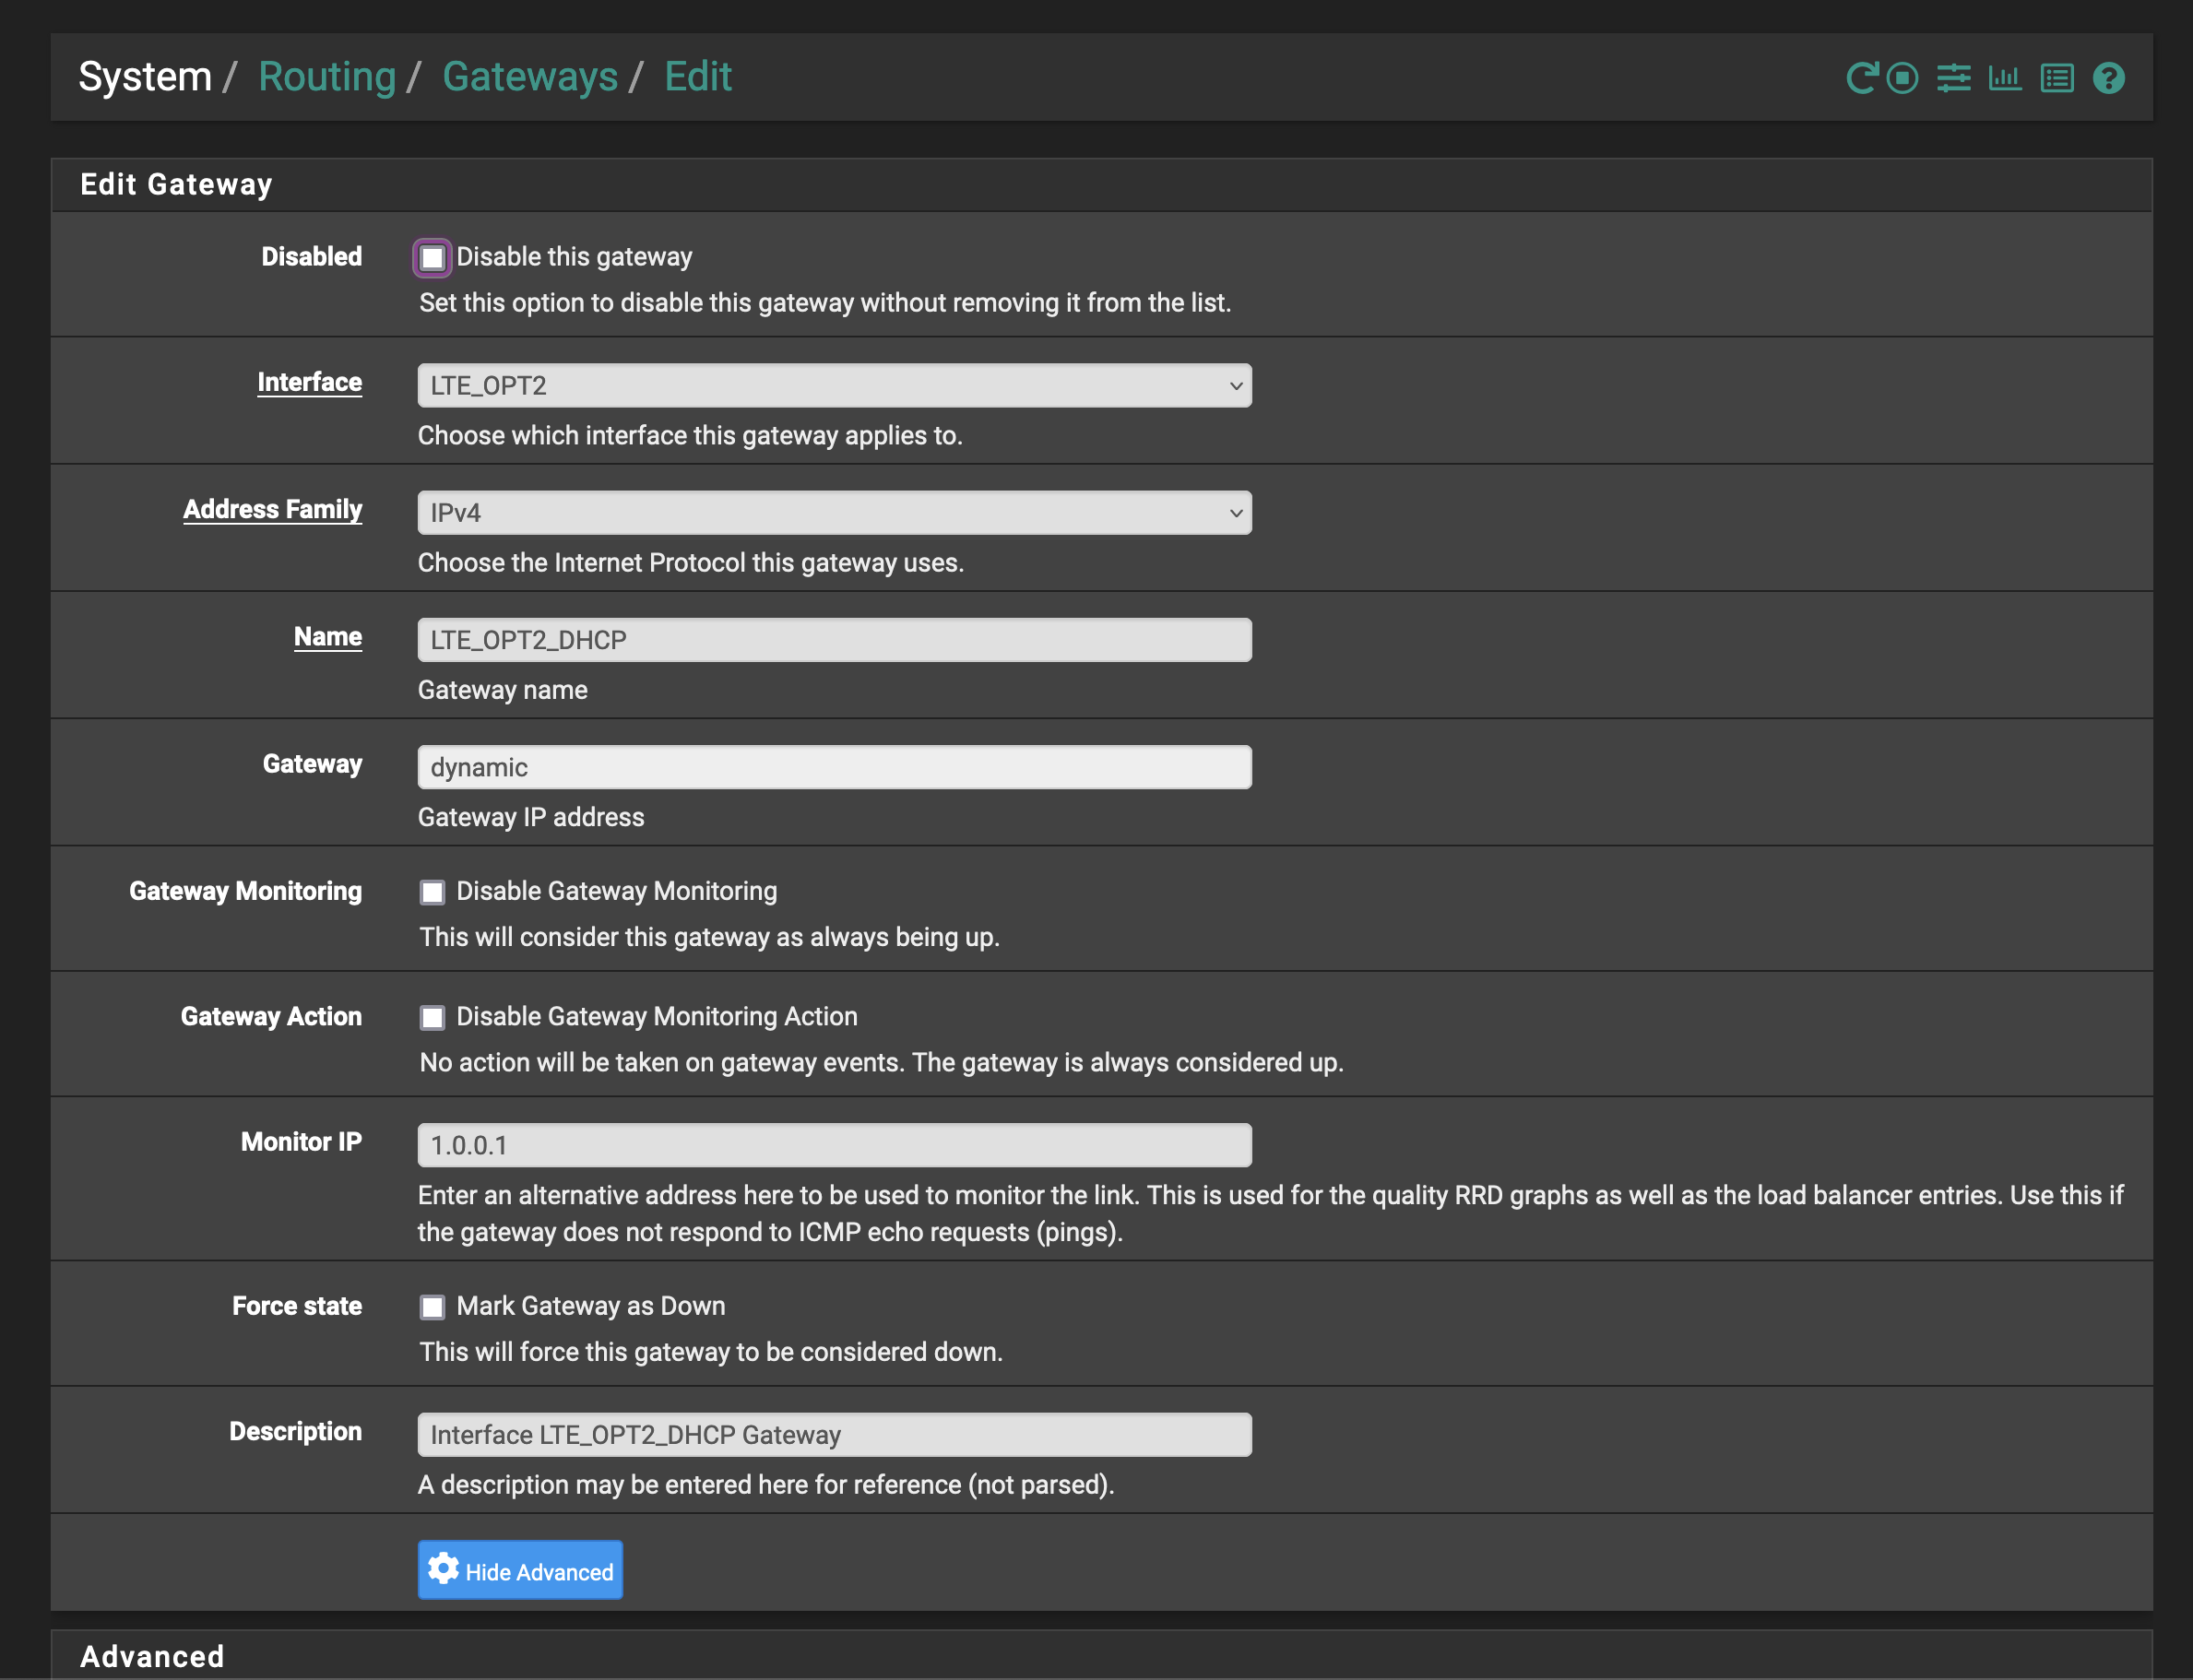 System / Routing / Gateways / Edit
Edit Gateway
Disabled
Disable this gateway
Set this option to disable this gateway without removing it from the list.
Interface
LTE_OPT2
Choose which interface this gateway applies to.
Address Family
IPv4
Choose the Internet Protocol this gateway uses.
Name
LTE_OPT2_DHCP
Gateway name
Gateway
dynamic
Gateway IP address
Gateway Monitoring
Disable Gateway Monitoring
This will consider this gateway as always being up.
Gateway Action
Disable Gateway Monitoring Action
No action will be taken on gateway events. The gateway is always considered up.
Monitor IP
1.0.0.1
Enter an alternative address here to be used to monitor the link. This is used for the quality RRD graphs as well as the load balancer entries. Use this if
the gateway does not respond to ICMP echo requests (pings).
Force state
Mark Gateway as Down
This will force this gateway to be considered down.
Description
Interface LTE_OPT2_DHCP Gateway
A description may be entered here for reference (not parsed).
Hide Advanced
Advanced